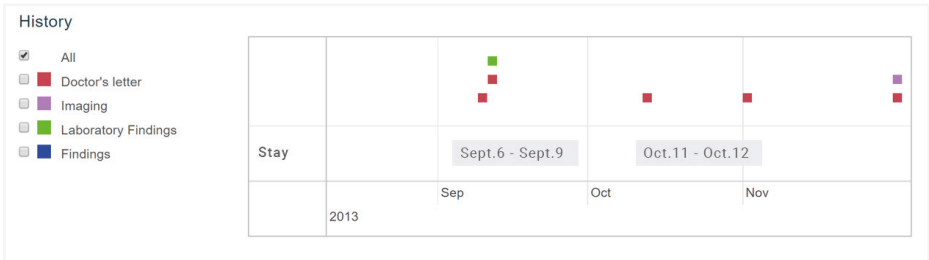 History
All
Doctor's letter
Imaging
Laboratory Findings
Findings
Stay
Sept.6 - Sept.9
Oct.11 - Oct.12
Sep
Oct
Nov
2013